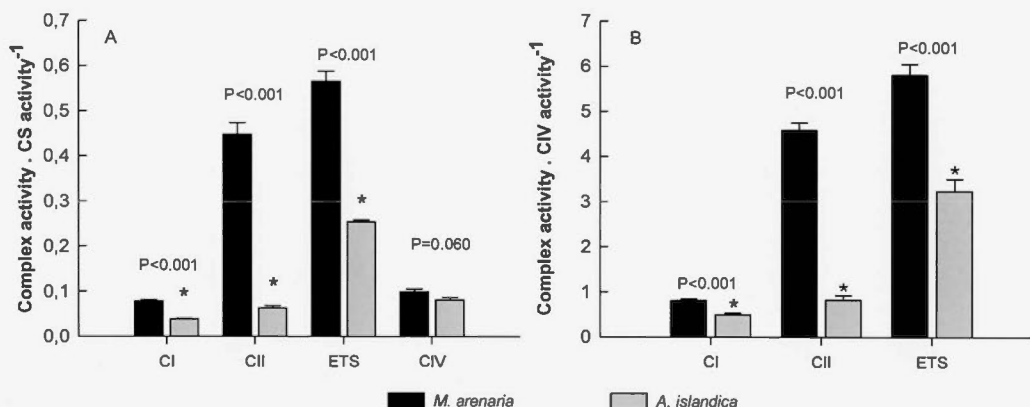 A
Complex activity . CS activity-1
0,7
0,6
0,5
0,4
0,3
0,2
0,1
0,0
P<0.001
P<0.001
P<0.001
P=0.060
*
*
*
CI
CII
ETS
CIV
B
Complex activity . CIV activity-1
7
6
5
4
3
2
1
0
P<0.001
P<0.001
P<0.001
*
*
*
CI
CII
ETS
M. arenaria
A. islandica